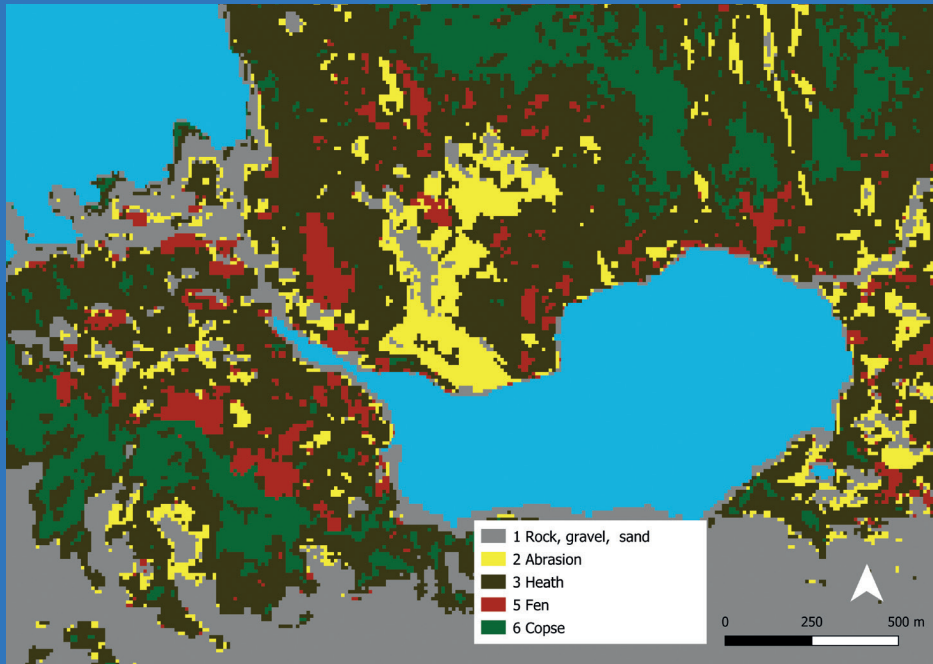 1 Rock, gravel, sand
2 Abrasion
3 Heath
5 Fen
6 Copse
0 250 500 m